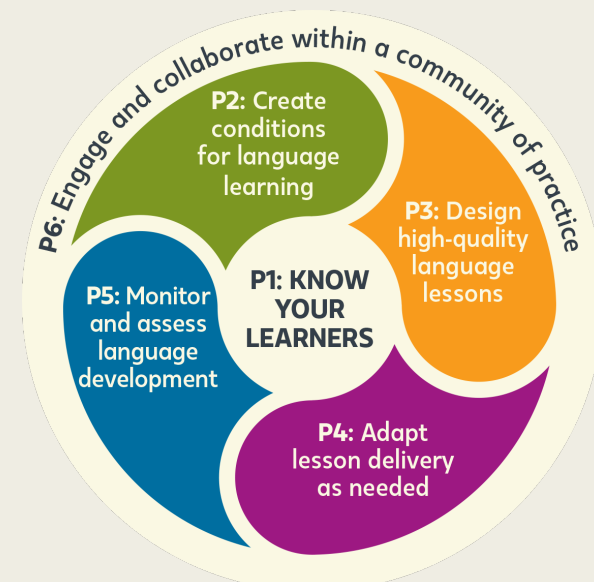 P6: Engage and collaborate within a community of practice
P2: Create
conditions
for language
learning
P3: Design
high-quality
language
lessons
P1: KNOW
YOUR
LEARNERS
P5: Monitor
and assess
language
development
P4: Adapt
lesson delivery
as needed